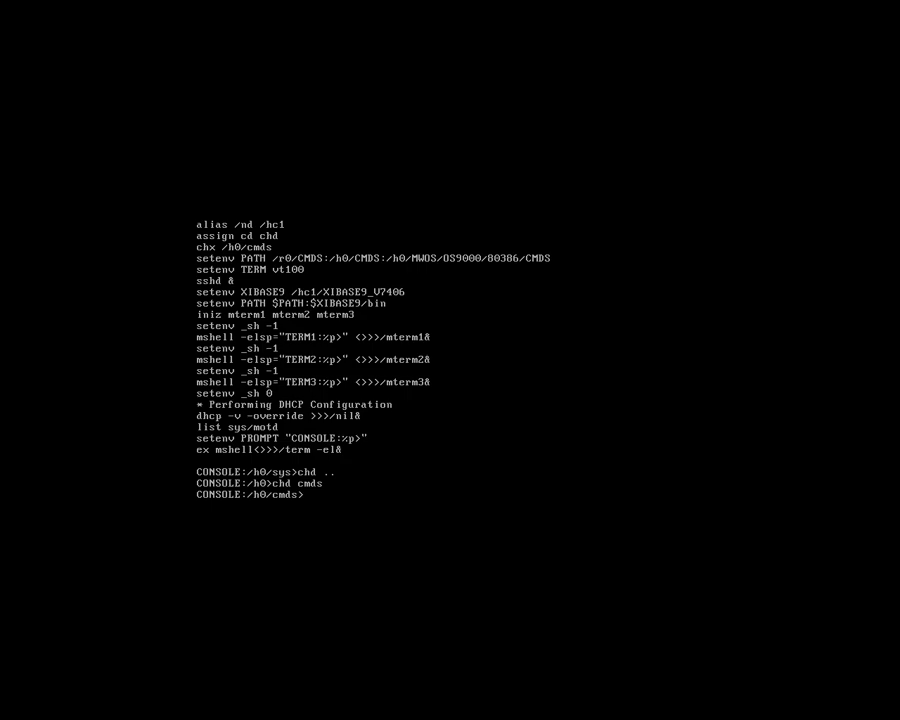 alias /nd /hc1
assign cd chd
chx /h0/cmds
setenv PATH /r0/CMDS:/h0/CMDS:/h0/MWOS/OS9000/80386/CMDS
setenv TERM vt100
sshd &
setenv XIBASE9 /hc1/XIBASE9_V7406
setenv PATH $PATH:$XIBASE9/bin
iniz mterm1 mterm2 mterm3
setenv _sh -1
mshell -elsp="TERM1:%p>" <>>>/mterm1&
setenv _sh -1
mshell -elsp="TERM2:%p>" <>>>/mterm2&
setenv _sh -1
mshell -elsp="TERM3:%p>" <>>>/mterm3&
setenv _sh 0
* Performing DHCP Configuration
dhcp -v -override >>>/nil&
list sys/motd
setenv PROMPT "CONSOLE:%p>"
ex mshell<>>>/term -el&
CONSOLE:/h0/sys>chd ..
CONSOLE:/h0>chd cmds
CONSOLE:/h0/cmds>